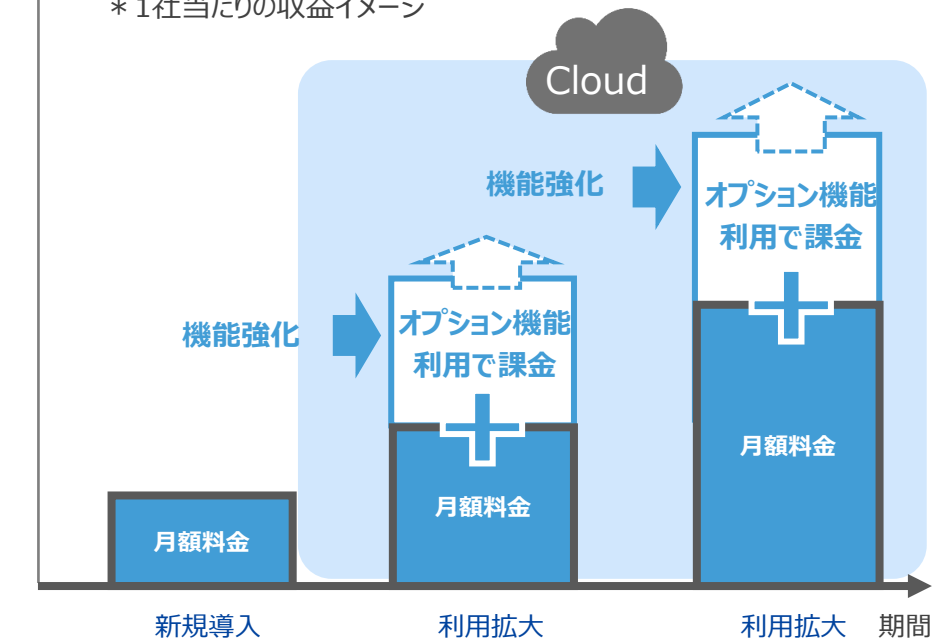 ＊1社当たりの収益イメージ
Cloud
機能強化
オプション機能
利用で課金
機能強化
オプション機能
利用で課金
月額料金
月額料金
月額料金
新規導入
利用拡大
利用拡大
期間